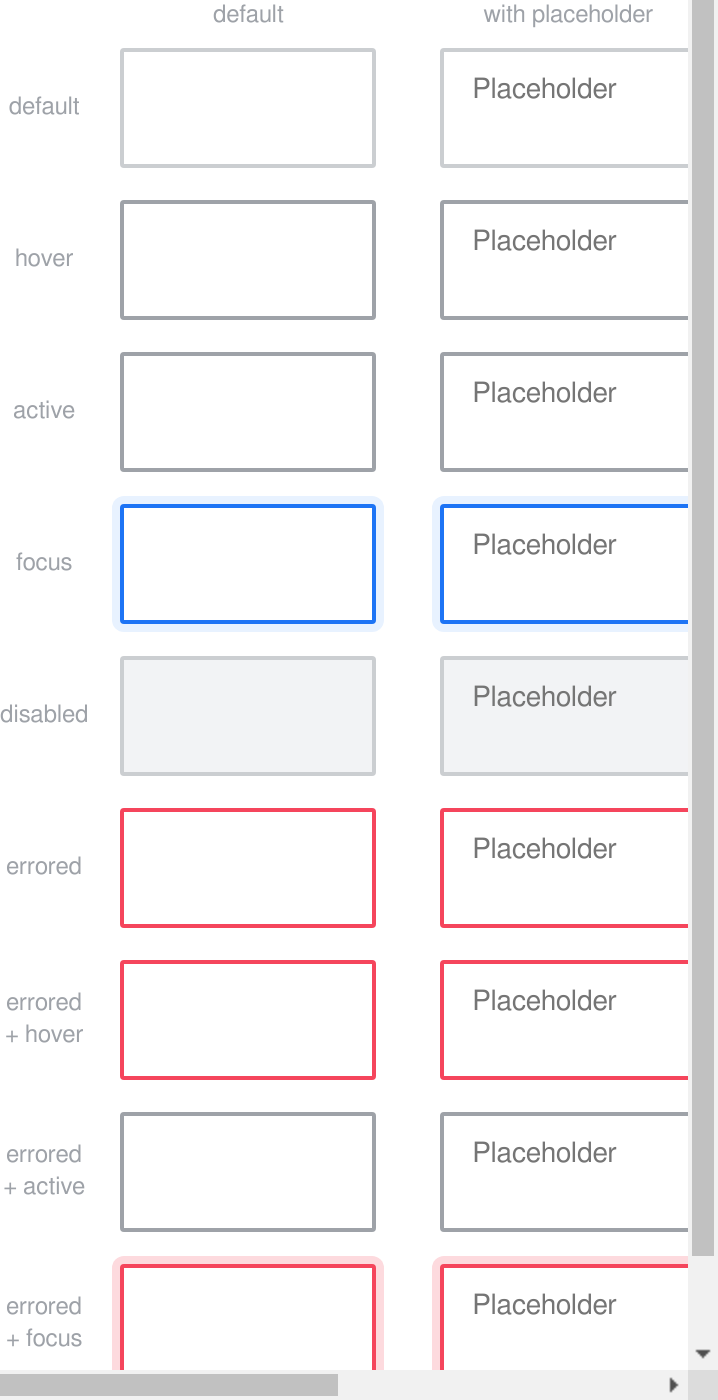 default with placeholder
default Placeholder
hover Placeholder
active Placeholder
focus Placeholder
disabled Placeholder
errored Placeholder
errored
+ hover Placeholder
errored
+ active Placeholder
errored
+ focus Placeholder